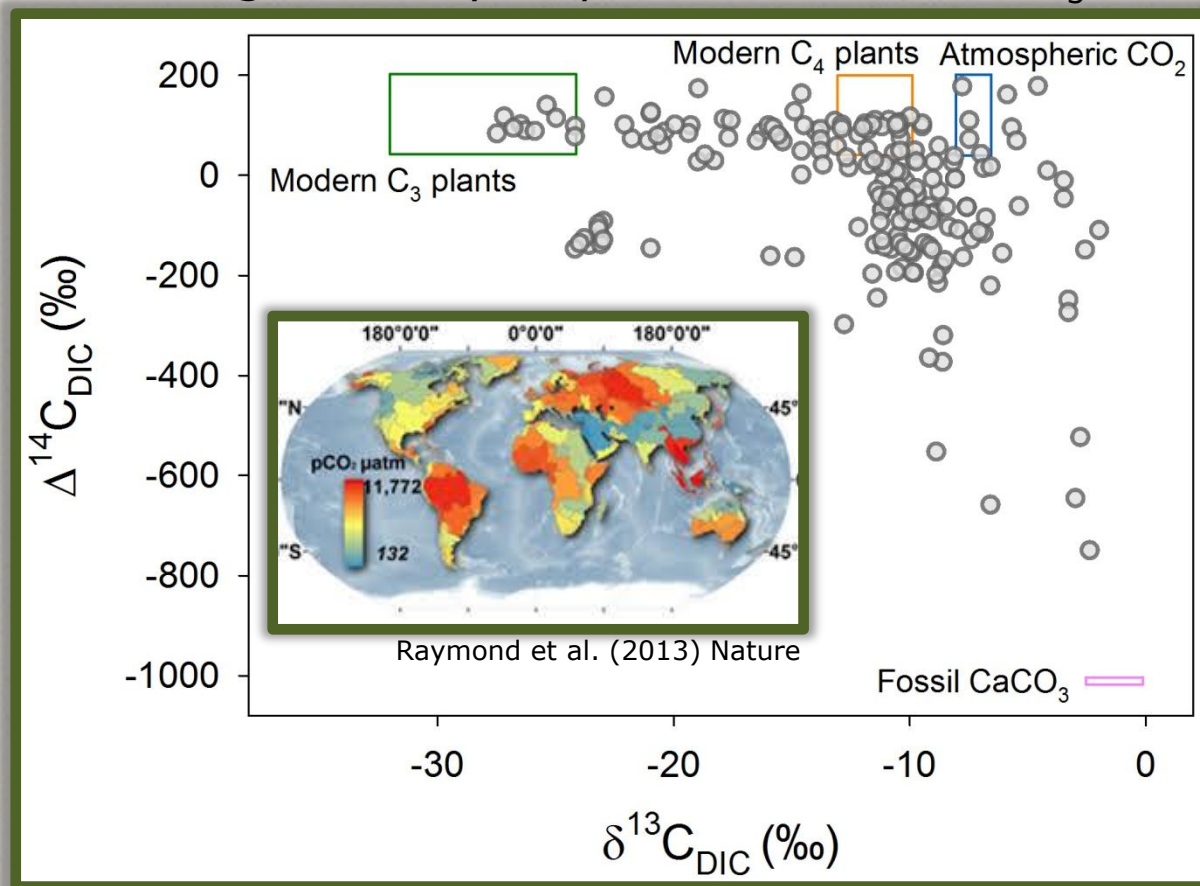 Modern C₄ plants Atmospheric CO₂
200
Modern C₃ plants
0
-200
-400
-600
-800
-1000
Δ¹⁴C_DIC (‰)
180°0'0" 0°0'0" 180°0'0"
"N 45°
pCO₂ µatm
11,772
132
"S -45°
Raymond et al. (2013) Nature
Fossil CaCO₃
-30 -20 -10 0
δ¹³C_DIC (‰)